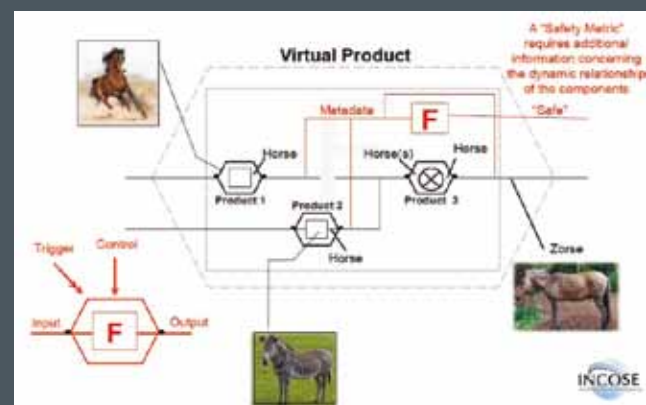 Virtual Product
A "Safety Metric"
requires additional
information concerning
the dynamic relationship
of the components
Metadata
F
"Safe"
Horse
Product 1
Horse(s)
Horse
Product 3
Product 2
Horse
Zorse
Trigger
Control
Input
F
Output
INCOSE